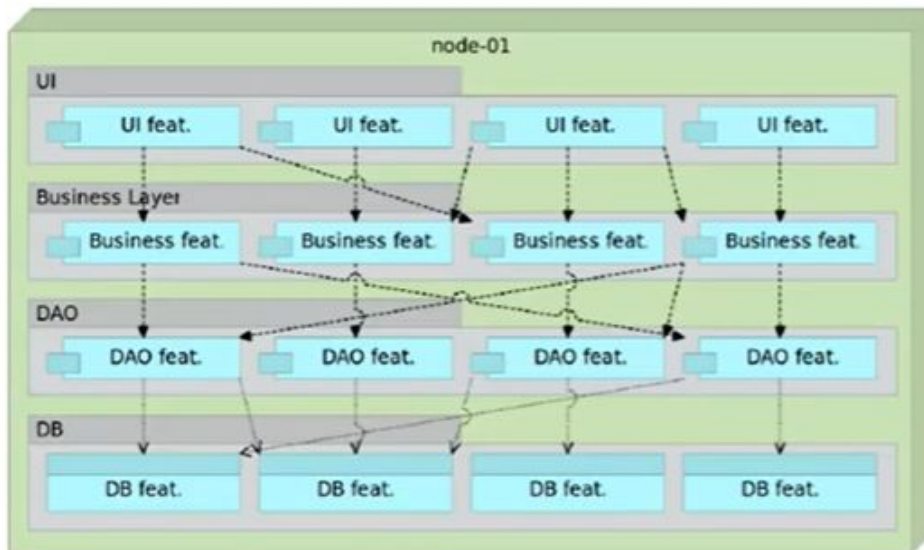 node-01
UI
UI feat. UI feat. UI feat. UI feat.
Business Layer
Business feat. Business feat. Business feat. Business feat.
DAO
DAO feat. DAO feat. DAO feat. DAO feat.
DB
DB feat. DB feat. DB feat. DB feat.